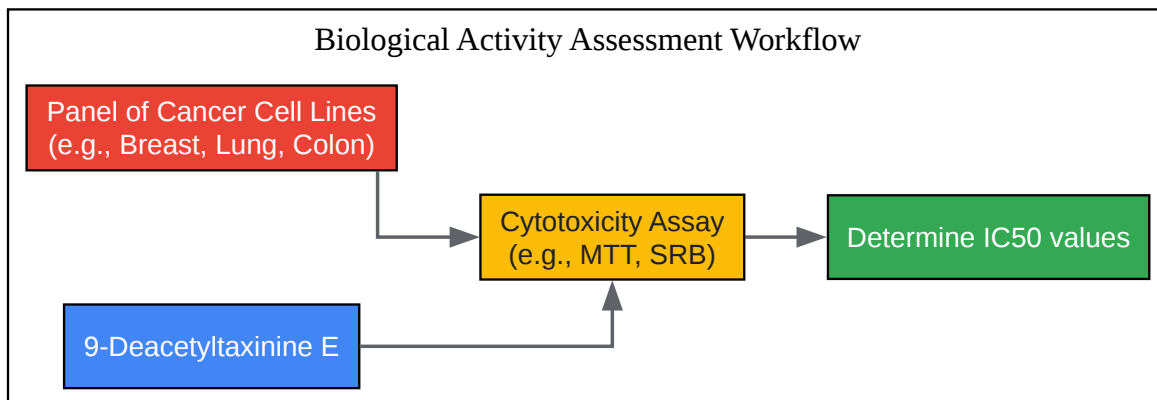 Biological Activity Assessment Workflow
Panel of Cancer Cell Lines
(e.g., Breast, Lung, Colon)
Cytotoxicity Assay
(e.g., MTT, SRB)
Determine IC50 values
9-Deacetyltaxinine E